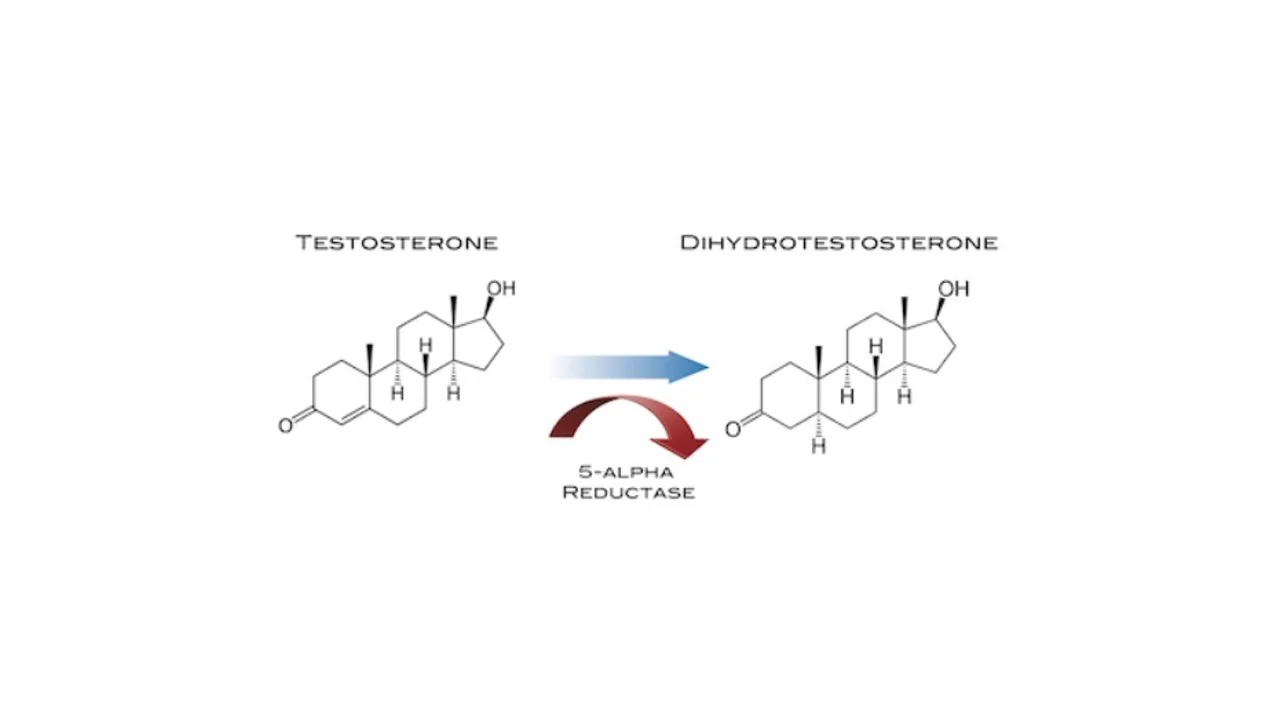 TESTOSTERONE
DIHYDROTESTOSTERONE
OH
H
H
H
O
OH
H
H
H
O
H
5-ALPHA
REDUCTASE